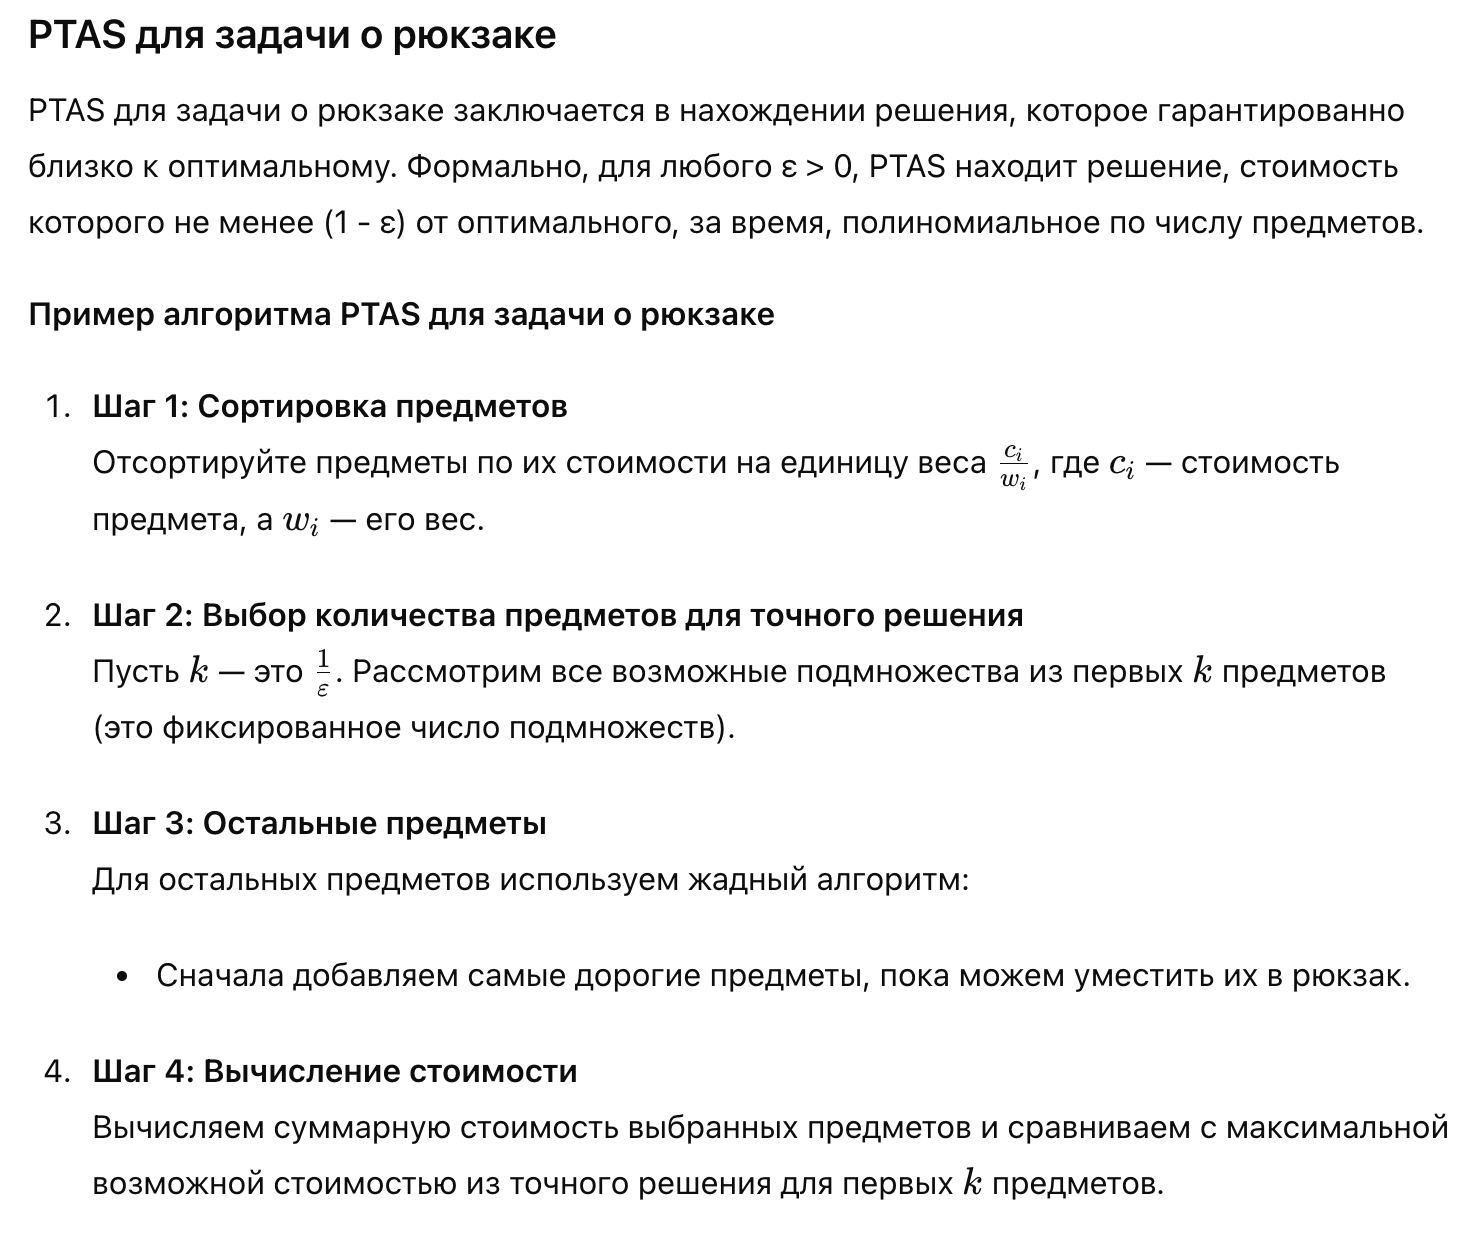 PTAS для задачи о рюкзаке
PTAS для задачи о рюкзаке заключается в нахождении решения, которое гарантированно
близко к оптимальному. Формально, для любого ε > 0, PTAS находит решение, стоимость
которого не менее (1 - ε) от оптимального, за время, полиномиальное по числу предметов.
Пример алгоритма PTAS для задачи о рюкзаке
1. Шаг 1: Сортировка предметов
Отсортируйте предметы по их стоимости на единицу веса $\frac{c_i}{w_i}$, где $c_i$ — стоимость
предмета, а $w_i$ — его вес.
2. Шаг 2: Выбор количества предметов для точного решения
Пусть $k$ — это $\frac{1}{\varepsilon}$. Рассмотрим все возможные подмножества из первых $k$ предметов
(это фиксированное число подмножеств).
3. Шаг 3: Остальные предметы
Для остальных предметов используем жадный алгоритм:
• Сначала добавляем самые дорогие предметы, пока можем уместить их в рюкзак.
4. Шаг 4: Вычисление стоимости
Вычисляем суммарную стоимость выбранных предметов и сравниваем с максимальной
возможной стоимостью из точного решения для первых $k$ предметов.